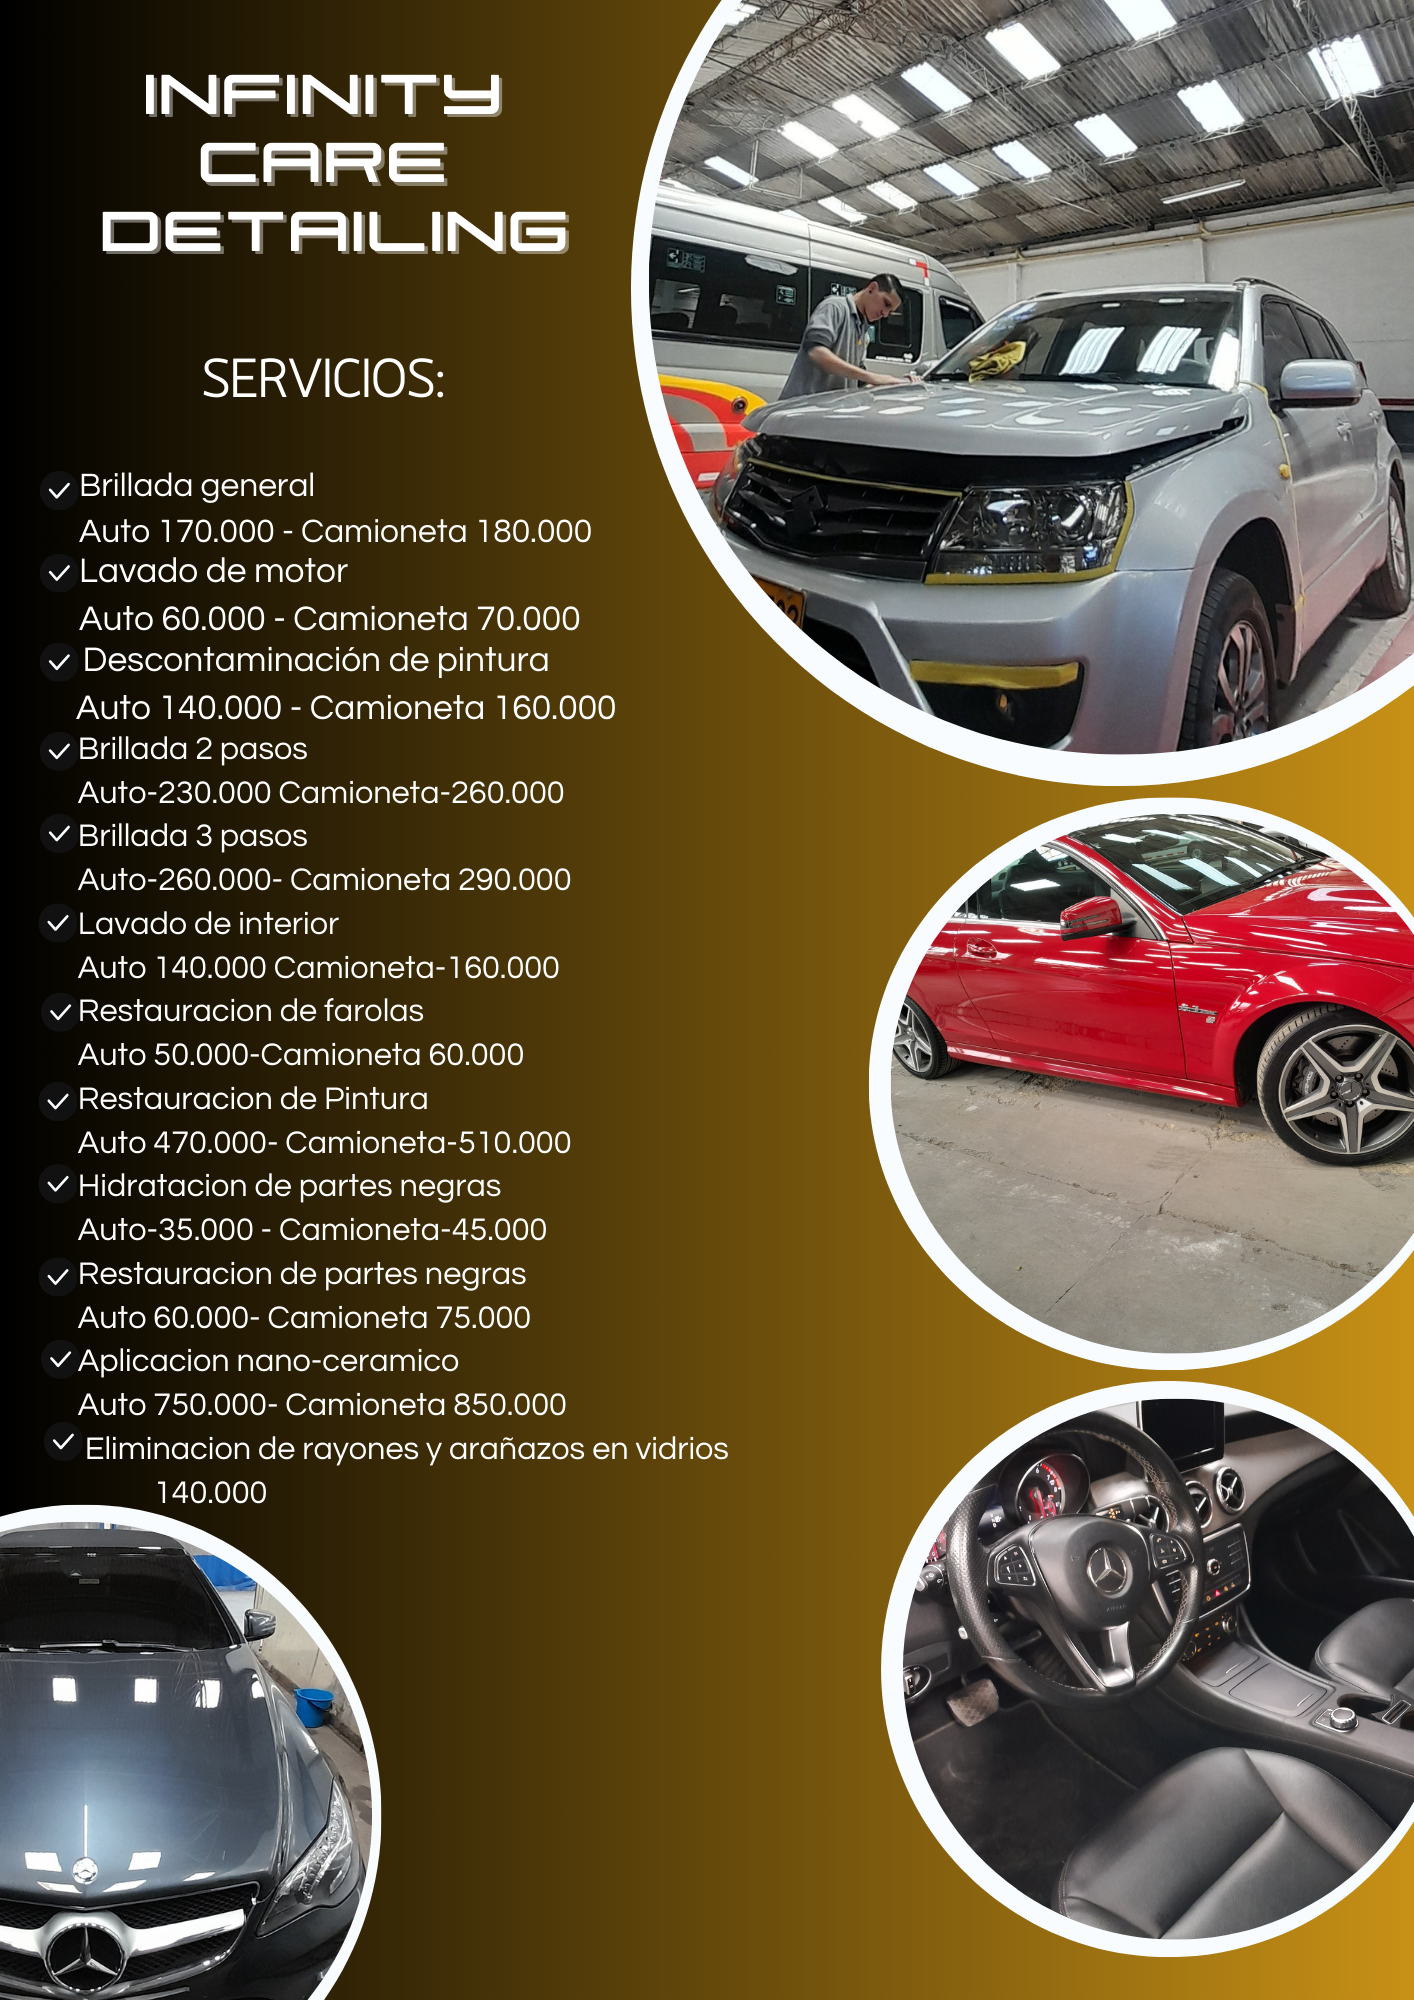 INFINITY
CARE
DETAILING
SERVICIOS:
Brillada general
Auto 170.000 - Camioneta 180.000
Lavado de motor
Auto 60.000 - Camioneta 70.000
Descontaminación de pintura
Auto 140.000 - Camioneta 160.000
Brillada 2 pasos
Auto-230.000 Camioneta-260.000
Brillada 3 pasos
Auto-260.000- Camioneta 290.000
Lavado de interior
Auto 140.000 Camioneta-160.000
Restauracion de farolas
Auto 50.000-Camioneta 60.000
Restauracion de Pintura
Auto 470.000- Camioneta-510.000
Hidratacion de partes negras
Auto-35.000 - Camioneta-45.000
Restauracion de partes negras
Auto 60.000- Camioneta 75.000
Aplicacion nano-ceramico
Auto 750.000- Camioneta 850.000
Eliminacion de rayones y arañazos en vidrios
140.000